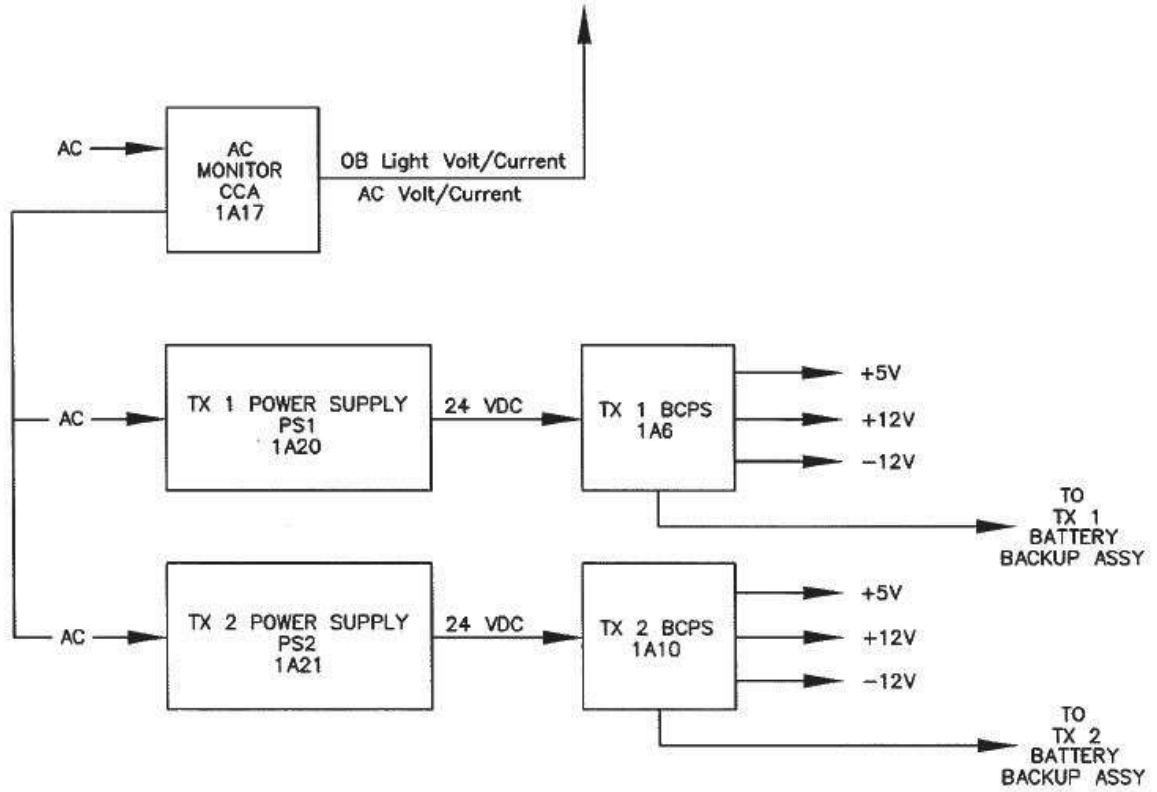 AC
AC
MONITOR
CCA
1A17
OB Light Volt/Current
AC Volt/Current
AC
TX 1 POWER SUPPLY
PS1
1A20
24 VDC
TX 1 BCPS
1A6
+5V
+12V
-12V
TO
TX 1
BATTERY
BACKUP ASSY
AC
TX 2 POWER SUPPLY
PS2
1A21
24 VDC
TX 2 BCPS
1A10
+5V
+12V
-12V
TO
TX 2
BATTERY
BACKUP ASSY